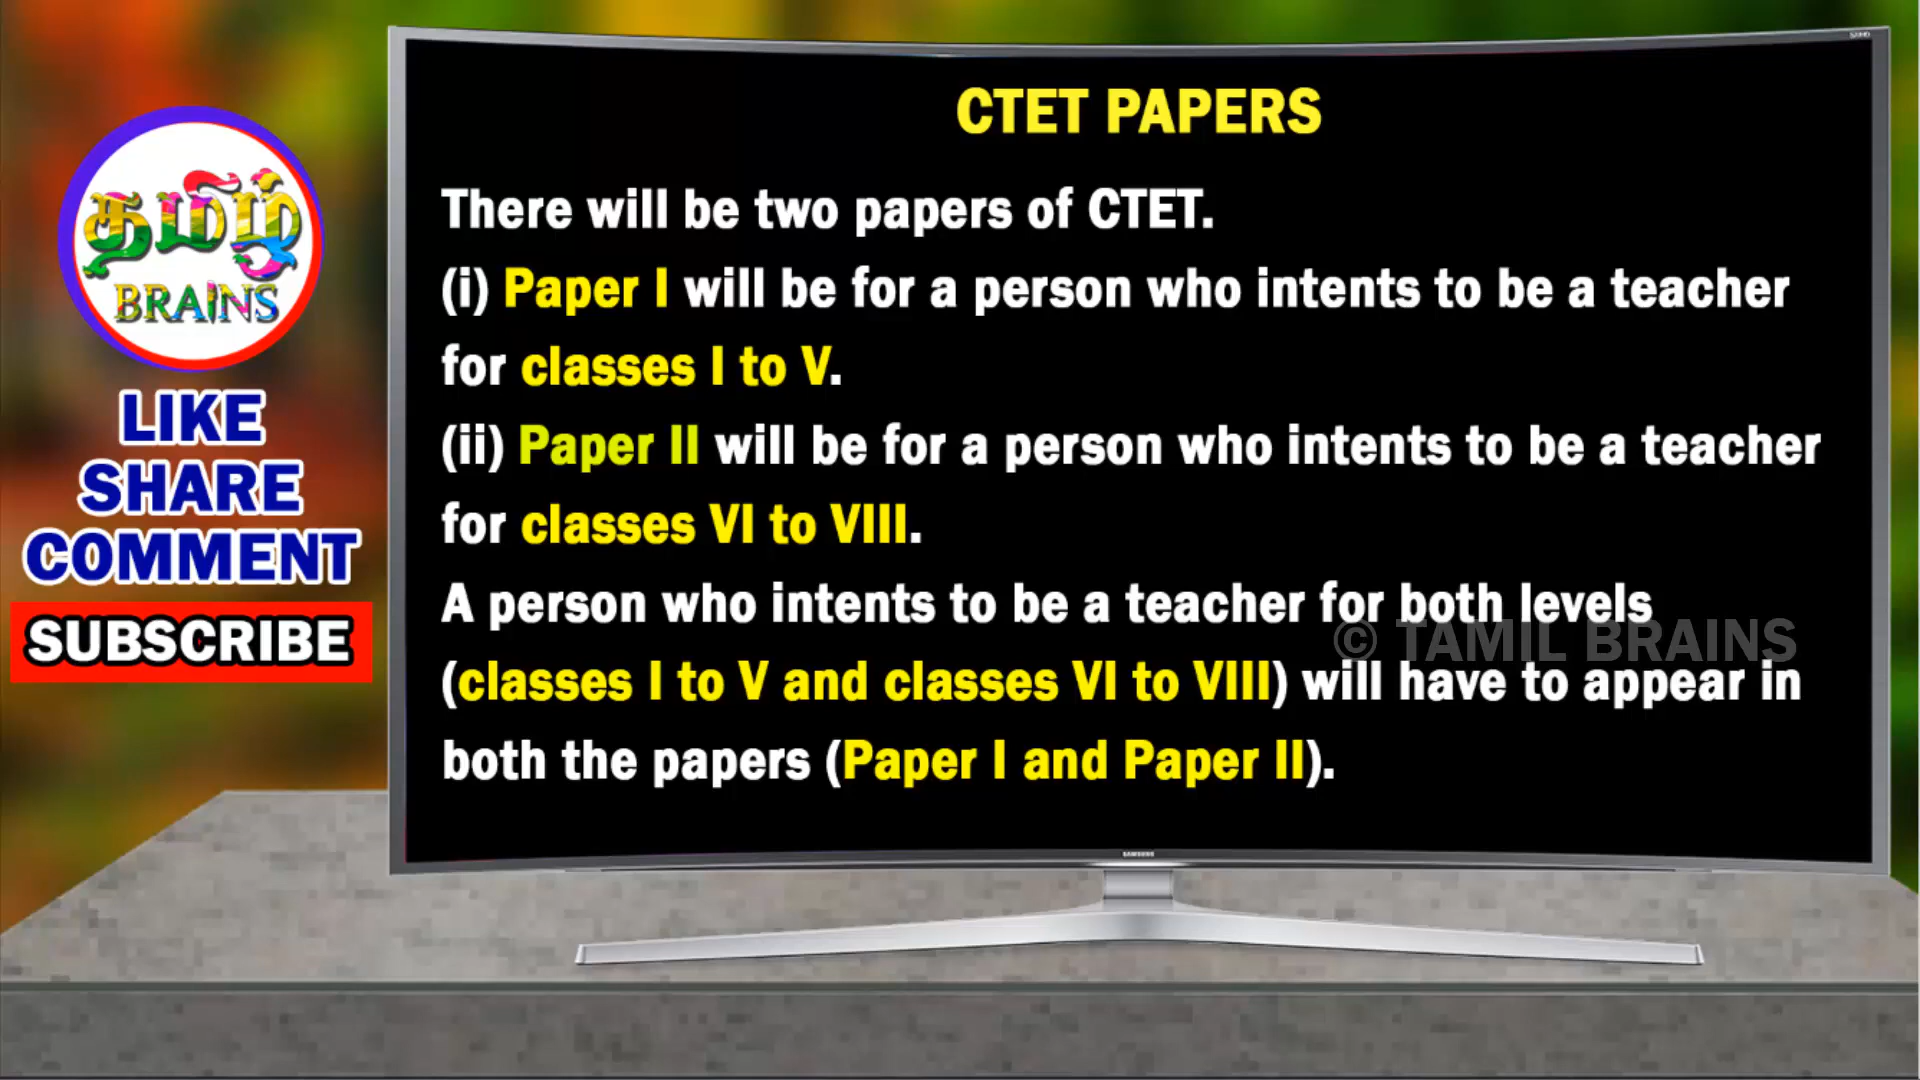 தமிழ்
BRAINS
LIKE
SHARE
COMMENT
SUBSCRIBE
CTET PAPERS
There will be two papers of CTET.
(i) Paper I will be for a person who intents to be a teacher
for classes I to V.
(ii) Paper II will be for a person who intents to be a teacher
for classes VI to VIII.
A person who intents to be a teacher for both levels
© TAMIL BRAINS
(classes I to V and classes VI to VIII) will have to appear in
both the papers (Paper I and Paper II).
SAMSUNG